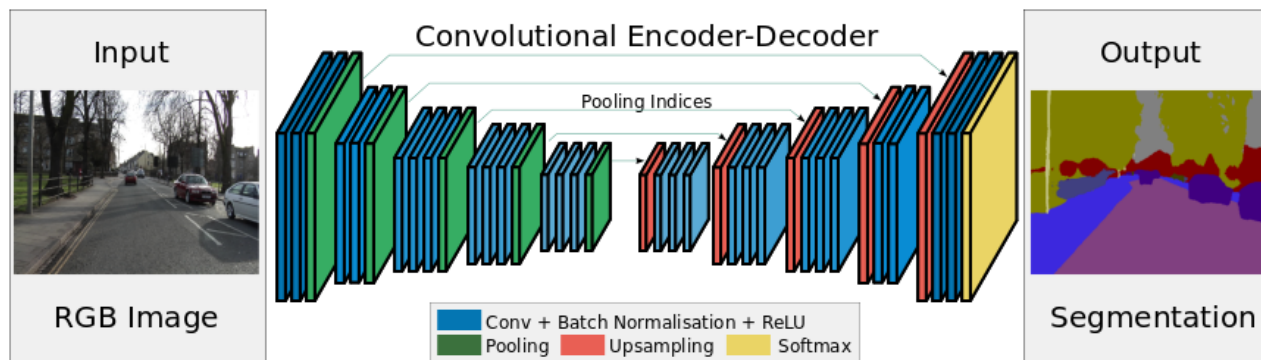 Input
Convolutional Encoder-Decoder
Output
Pooling Indices
RGB Image
Segmentation
Conv + Batch Normalisation + ReLU
Pooling
Upsampling
Softmax